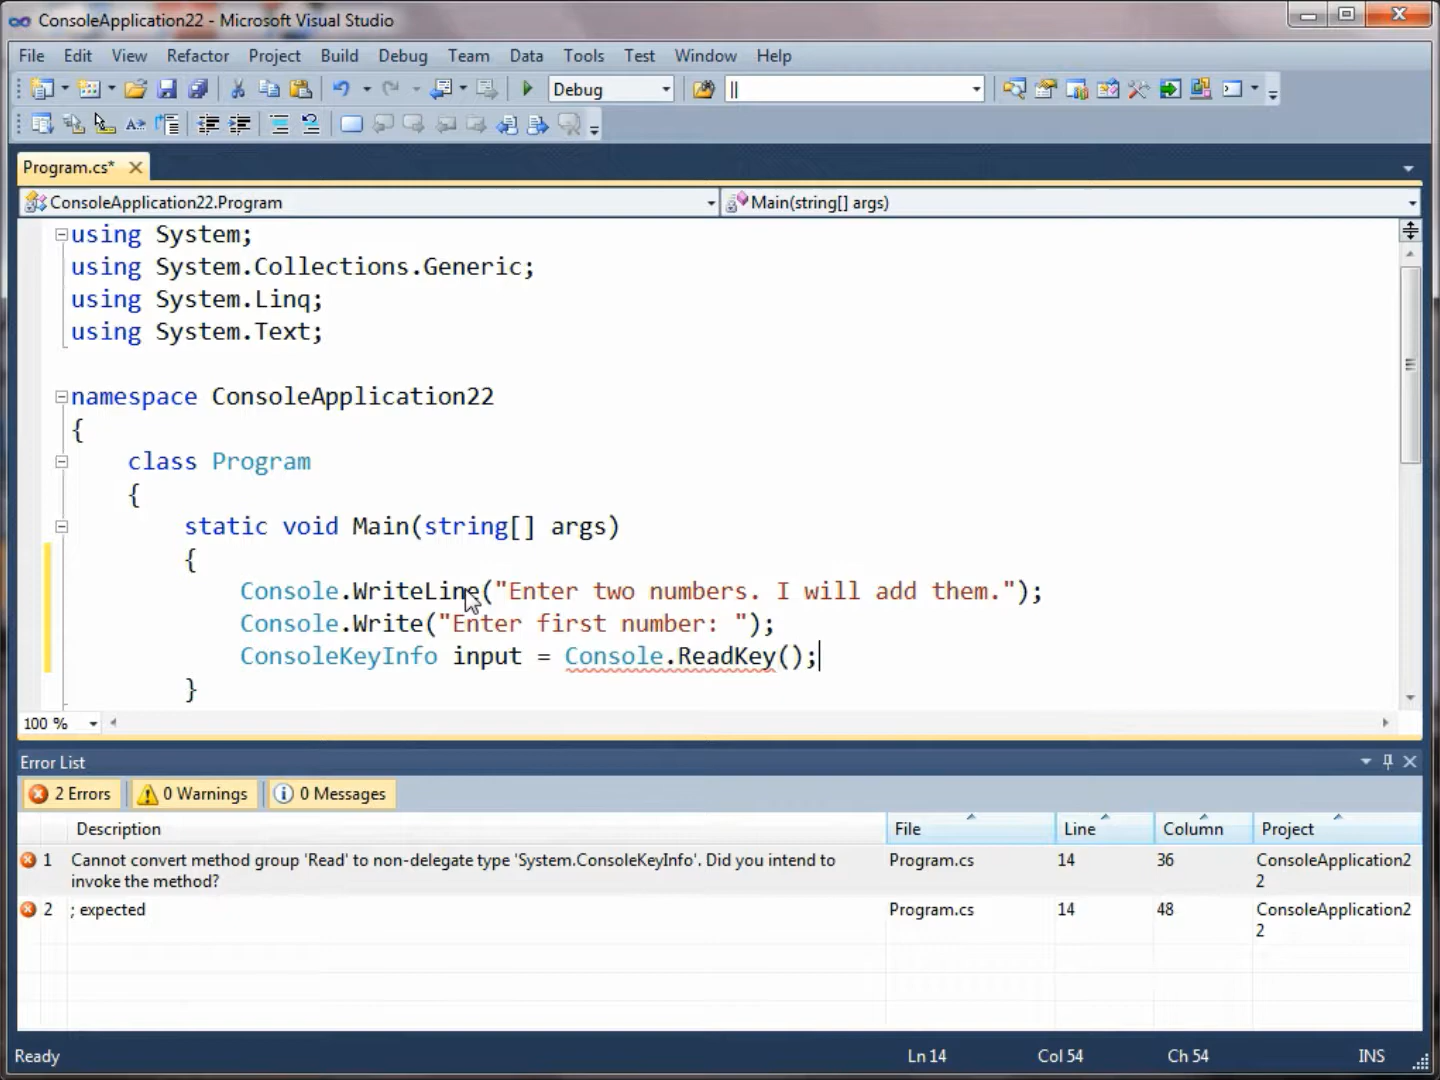 ConsoleApplication22 - Microsoft Visual Studio
File Edit View Refactor Project Build Debug Team Data Tools Test Window Help
Debug ||
Program.cs*
ConsoleApplication22.Program Main(string[] args)
using System;
using System.Collections.Generic;
using System.Linq;
using System.Text;
namespace ConsoleApplication22
{
class Program
{
static void Main(string[] args)
{
Console.WriteLine("Enter two numbers. I will add them.");
Console.Write("Enter first number: ");
ConsoleKeyInfo input = Console.ReadKey();
}
100 %
Error List
2 Errors 0 Warnings 0 Messages
Description File Line Column Project
1 Cannot convert method group 'Read' to non-delegate type 'System.ConsoleKeyInfo'. Did you intend to Program.cs 14 36 ConsoleApplication2
invoke the method? 2
2 ; expected Program.cs 14 48 ConsoleApplication2
2
Ready Ln 14 Col 54 Ch 54 INS